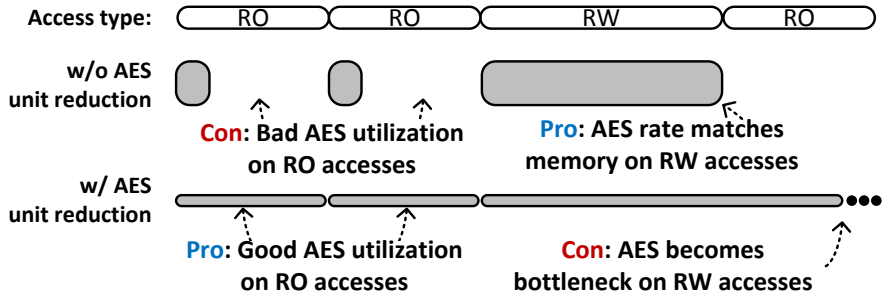 Access type: RO RO RW RO
w/o AES
unit reduction
Con: Bad AES utilization
on RO accesses
Pro: AES rate matches
memory on RW accesses
w/ AES
unit reduction
Pro: Good AES utilization
on RO accesses
Con: AES becomes
bottleneck on RW accesses